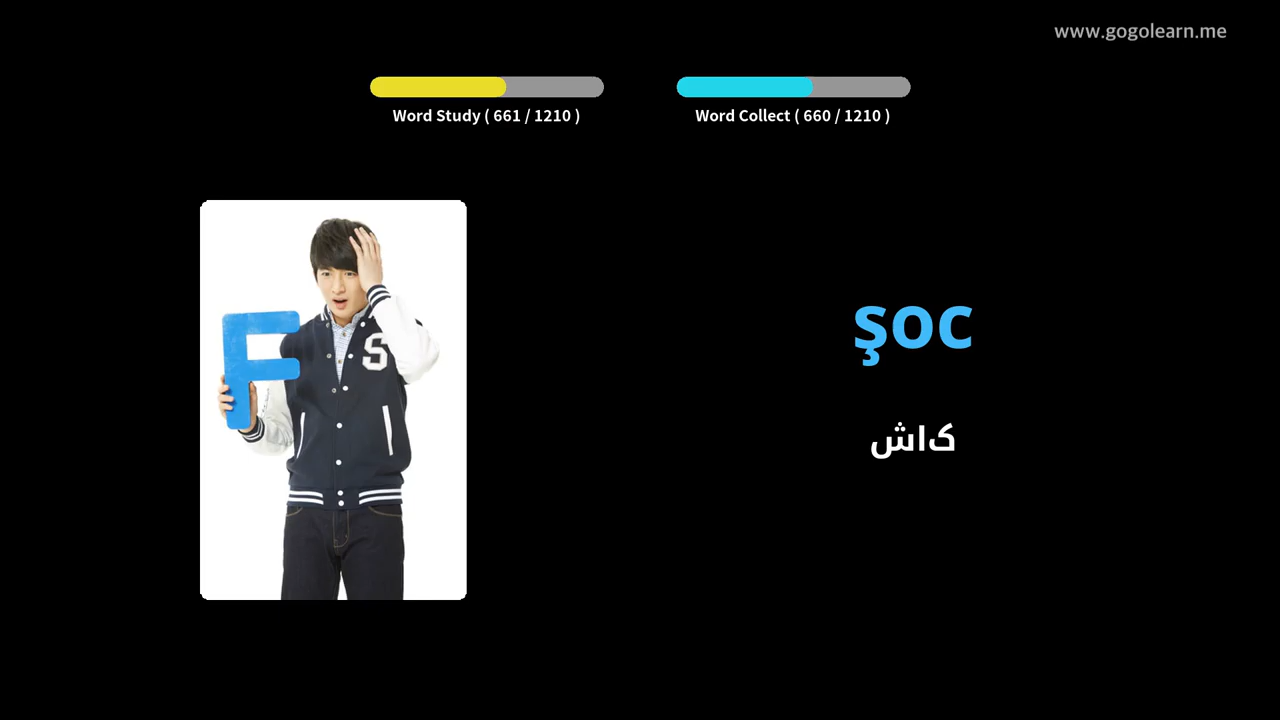 www.gogolearn.me
Word Study ( 661 / 1210 )
Word Collect ( 660 / 1210 )
F
S
şoc
کاش